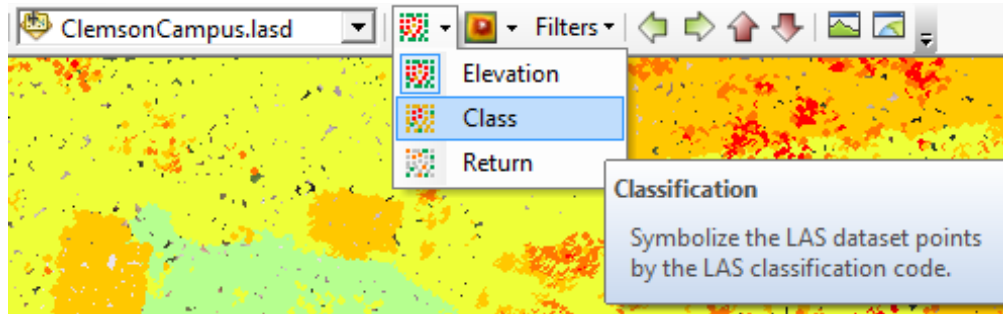 ClemsonCampus.lasd Filters
Elevation
Class
Return
Classification
Symbolize the LAS dataset points
by the LAS classification code.